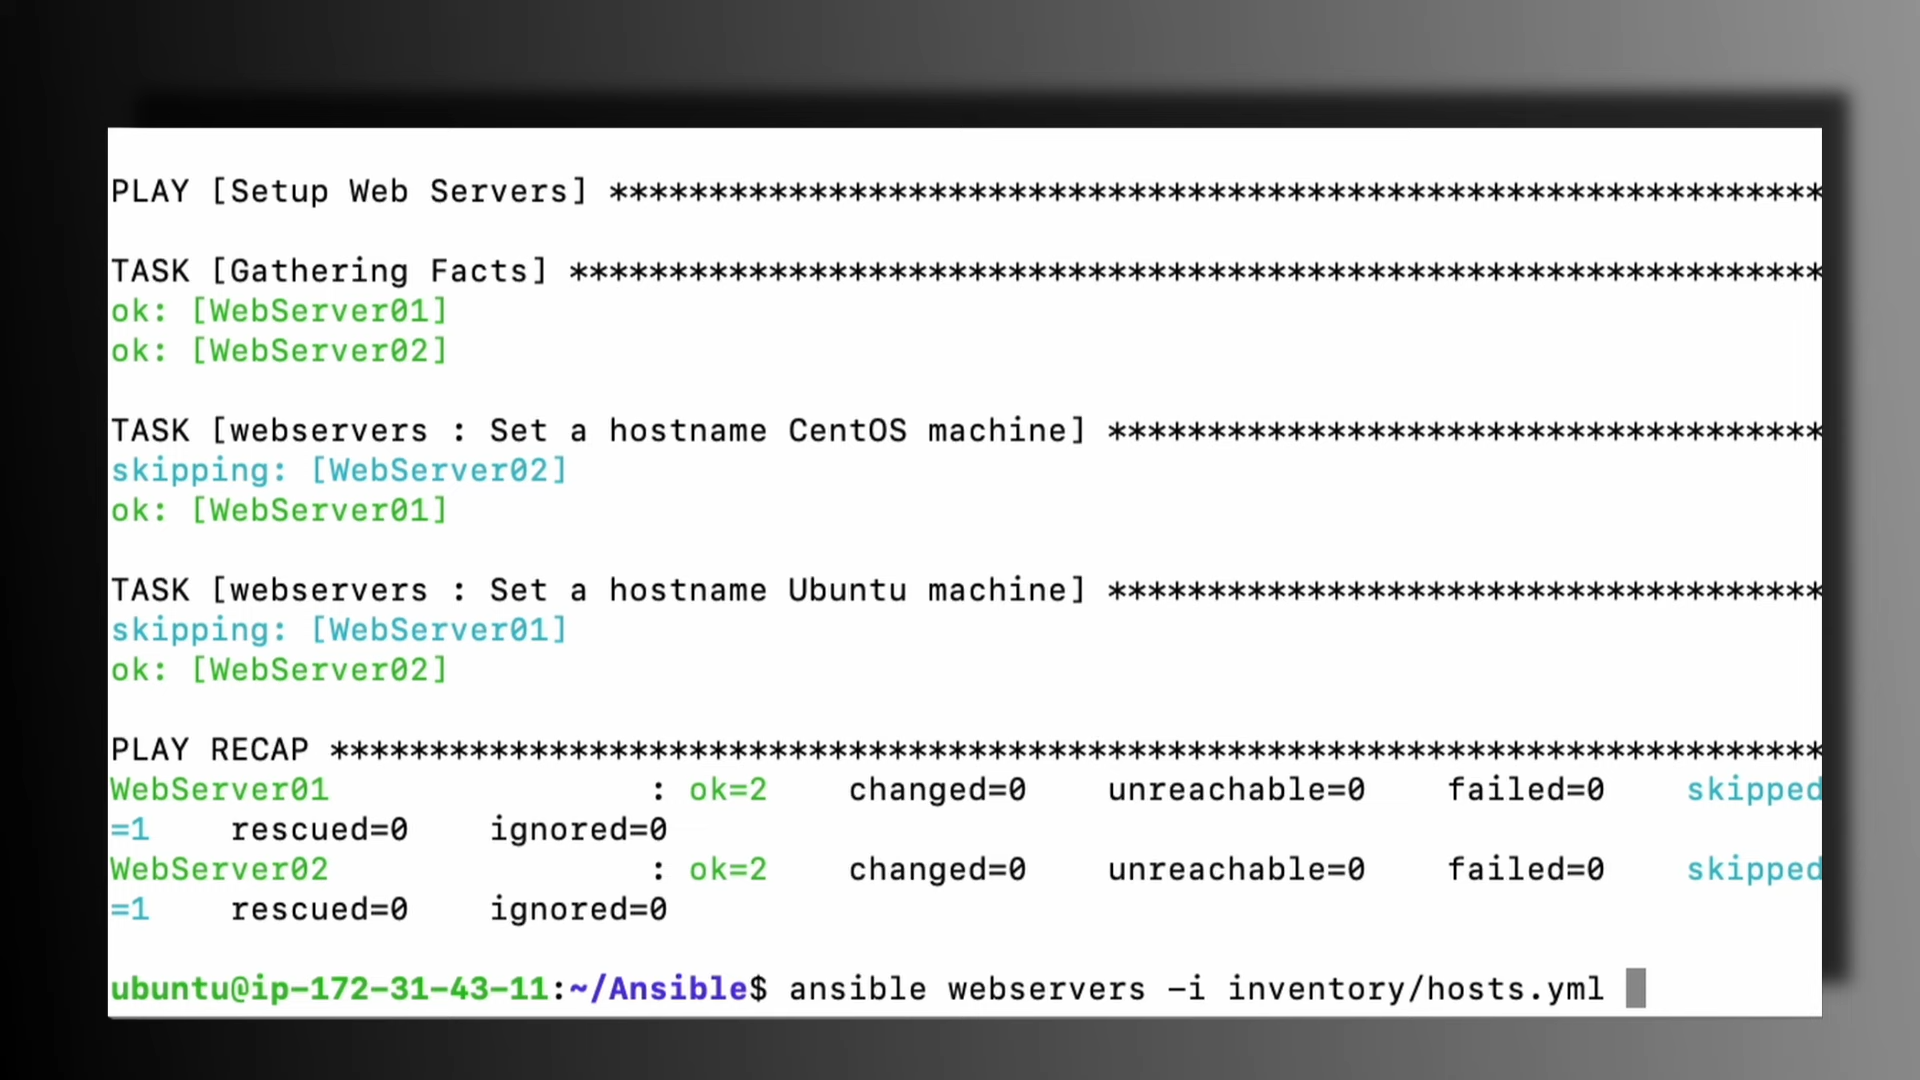 PLAY [Setup Web Servers] *************************************************************
TASK [Gathering Facts] ***************************************************************
ok: [WebServer01]
ok: [WebServer02]
TASK [webservers : Set a hostname CentOS machine] ************************************
skipping: [WebServer02]
ok: [WebServer01]
TASK [webservers : Set a hostname Ubuntu machine] ************************************
skipping: [WebServer01]
ok: [WebServer02]
PLAY RECAP ***************************************************************************
WebServer01                : ok=2    changed=0    unreachable=0    failed=0    skipped
=1    rescued=0    ignored=0
WebServer02                : ok=2    changed=0    unreachable=0    failed=0    skipped
=1    rescued=0    ignored=0
ubuntu@ip-172-31-43-11:~/Ansible$ ansible webservers -i inventory/hosts.yml